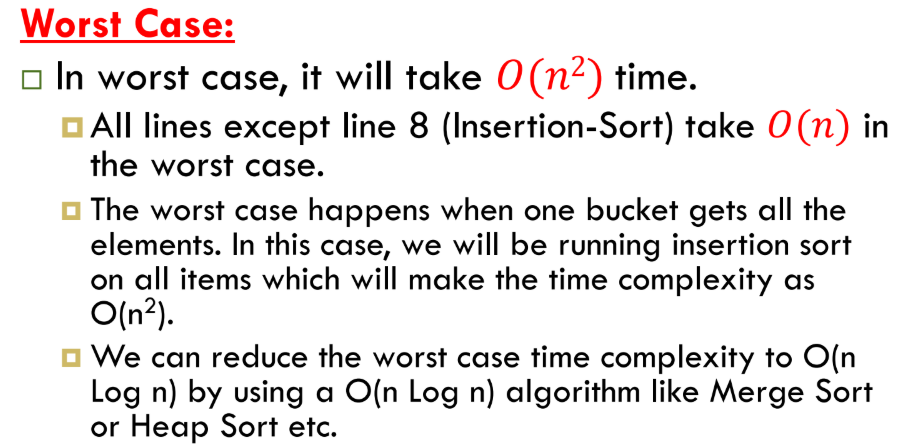 Worst Case:
In worst case, it will take O(n²) time.
All lines except line 8 (Insertion-Sort) take O(n) in
the worst case.
The worst case happens when one bucket gets all the
elements. In this case, we will be running insertion sort
on all items which will make the time complexity as
O(n²).
We can reduce the worst case time complexity to O(n
Log n) by using a O(n Log n) algorithm like Merge Sort
or Heap Sort etc.